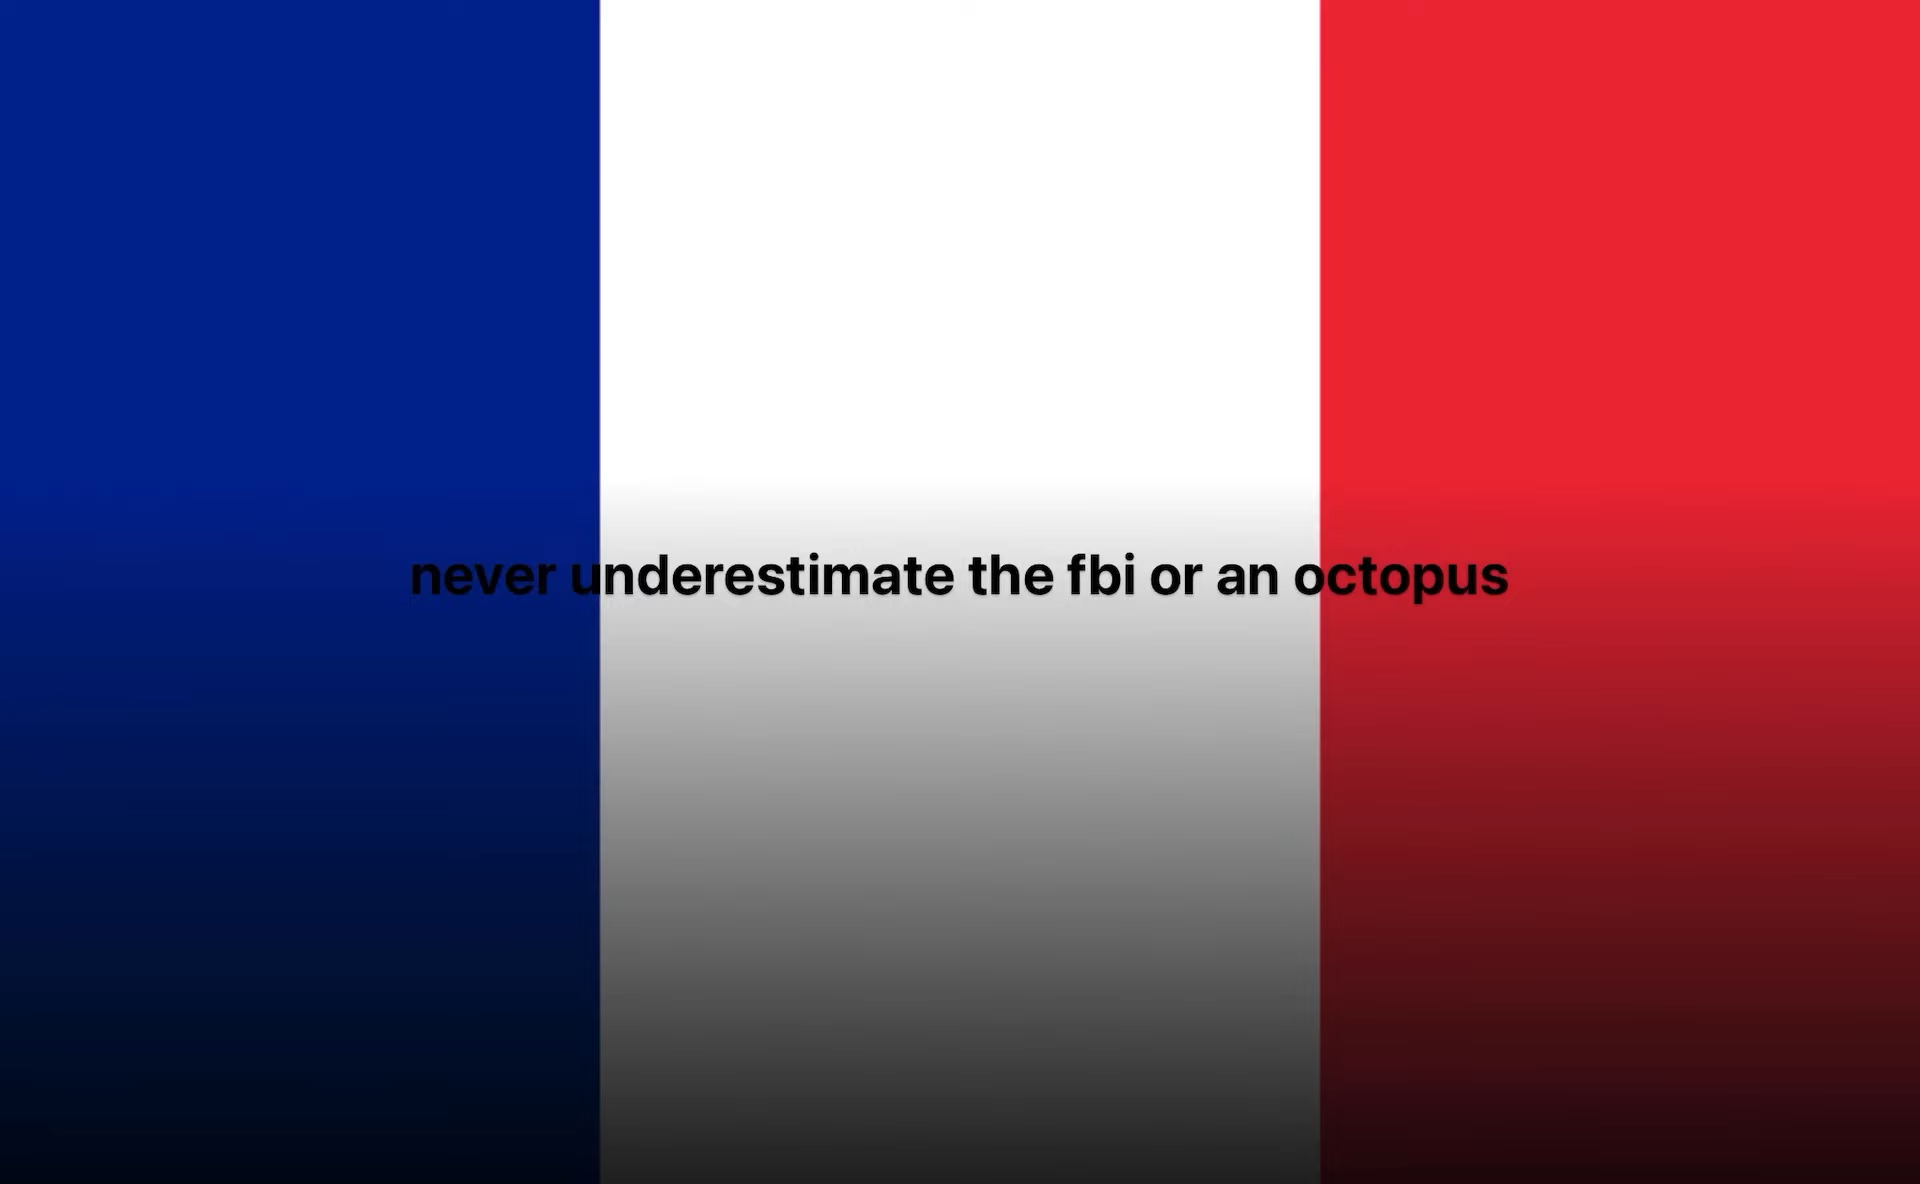 never underestimate the fbi or an octopus